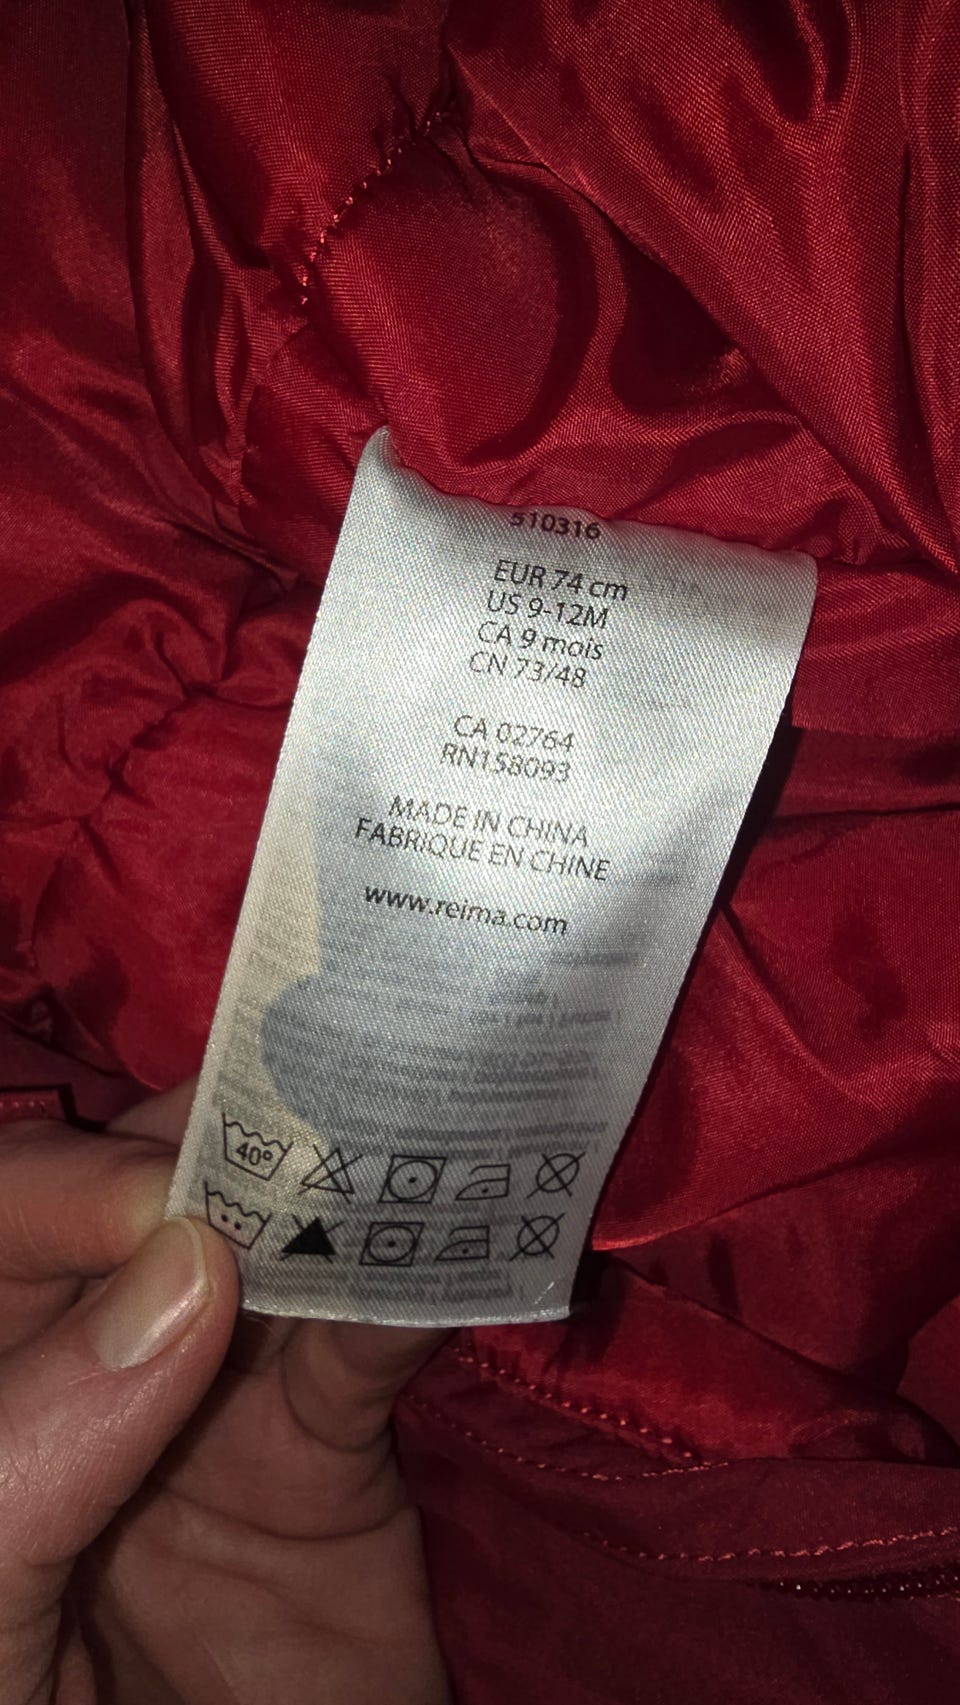 510316
EUR 74 cm
US 9-12M
CA 9 mois
CN 73/48
CA 02764
RN158093
MADE IN CHINA
FABRIQUE EN CHINE
www.reima.com
40°